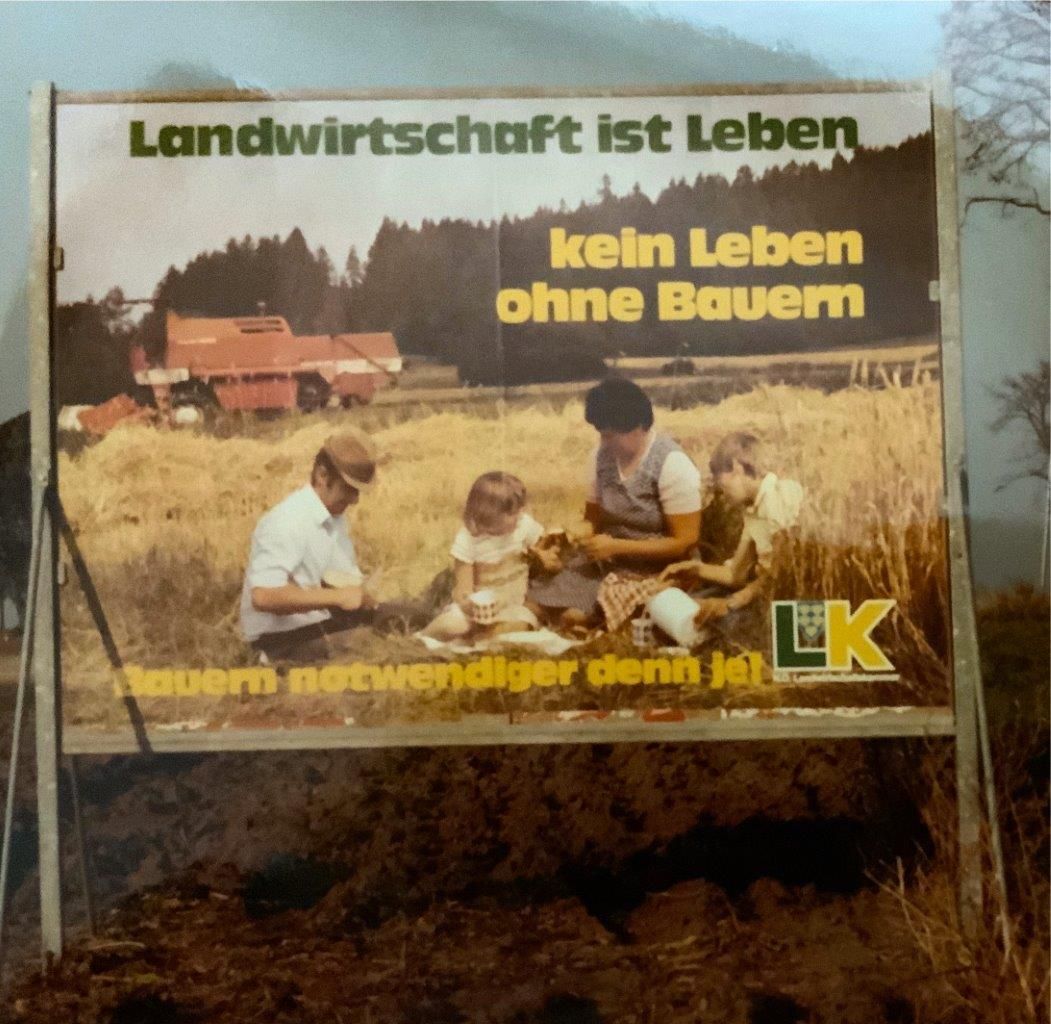 Landwirtschaft ist Leben
kein Leben
ohne Bauern
Bauern notwendiger denn je!
LK